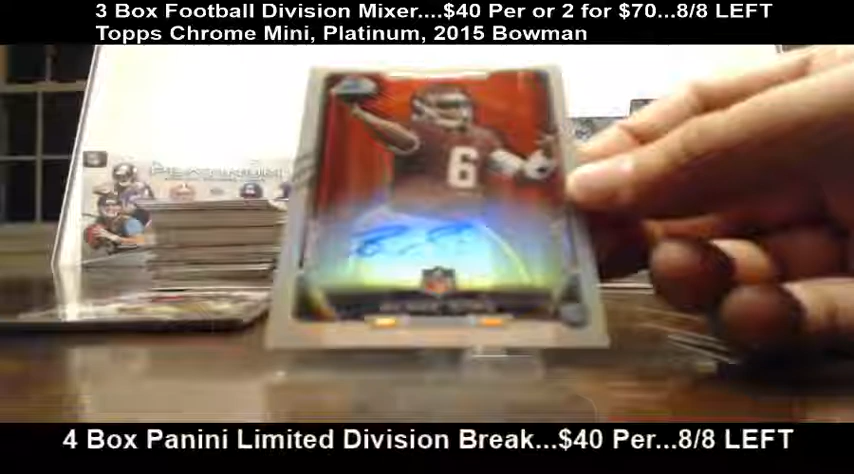 3 Box Football Division Mixer....$40 Per or 2 for $70...8/8 LEFT
Topps Chrome Mini, Platinum, 2015 Bowman
PLATINUM
6
4 Box Panini Limited Division Break...$40 Per...8/8 LEFT